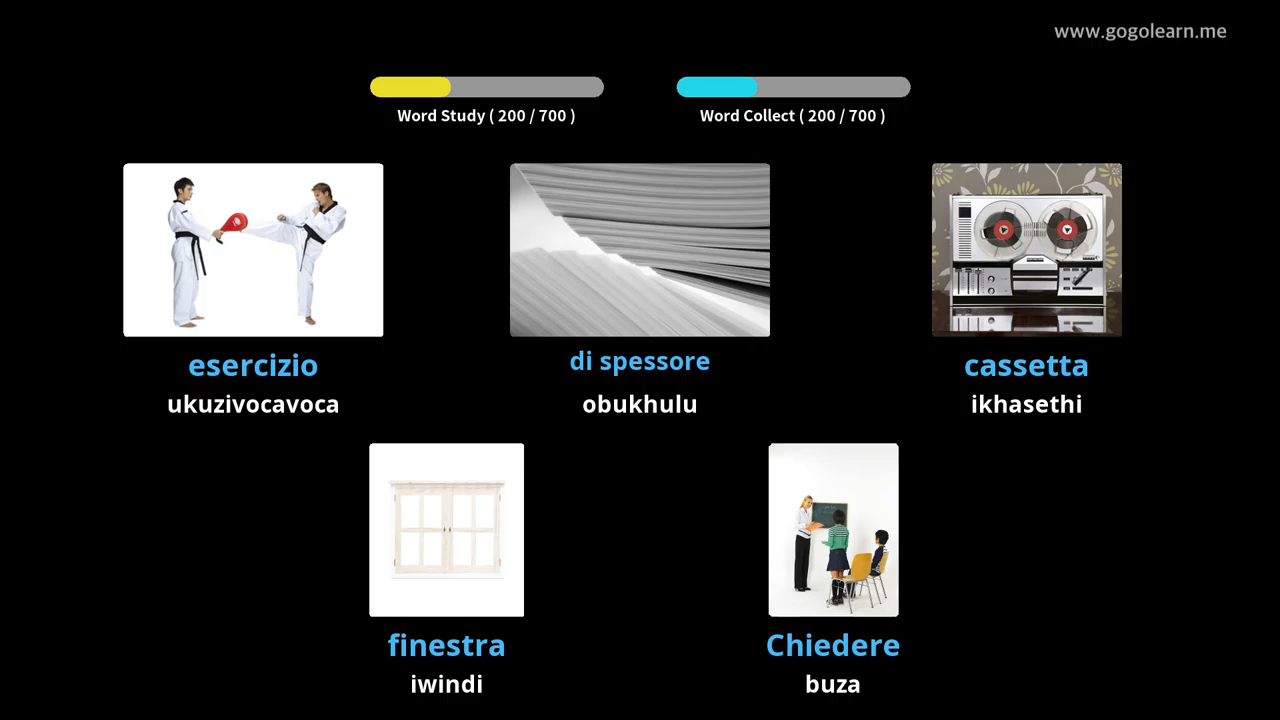 www.gogolearn.me
Word Study ( 200 / 700 )
Word Collect ( 200 / 700 )
esercizio
ukuzivocavoca
di spessore
obukhulu
cassetta
ikhasethi
finestra
iwindi
Chiedere
buza